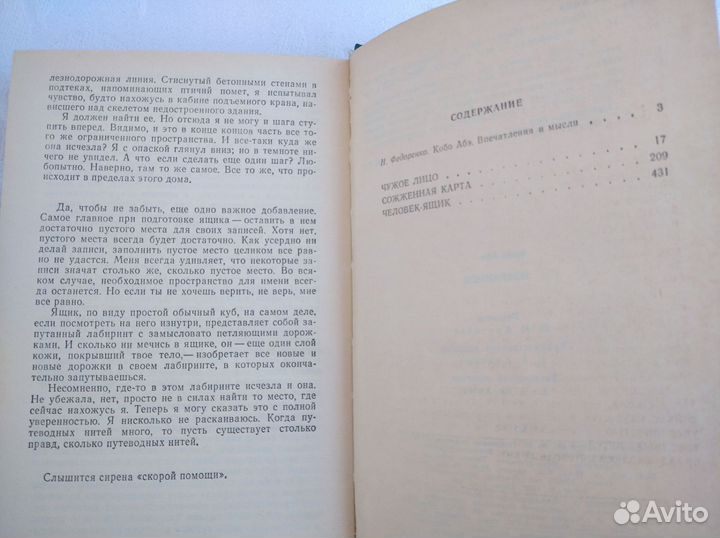 лезнодорожная линия. Стиснутый бетонными стенами в
подтеках, напоминающих птичий помет, я испытывал
чувство, будто нахожусь в кабине подъемного крана, на-
висшего над скелетом недостроенного здания.
Я должен найти ее. Но отсюда я не могу и шага сту-
пить вперед. Видимо, и это в конце концов часть все то-
го же ограниченного пространства. И все-таки куда же
она исчезла? Я с опаской глянул вниз; но в темноте ни-
чего не увидел. А что если сделать еще один шаг? Лю-
бопытно. Наверно, там то же самое. Все то же, что про-
исходит в пределах этого дома.
Да, чтобы не забыть, еще одно важное добавление.
Самое главное при подготовке ящика — оставить в нем
достаточно пустого места для своих записей. Хотя нет,
пустого места всегда будет достаточно. Как усердно ни
делай записи, заполнить пустое место целиком все рав-
но не удастся. Меня всегда удивляет, что некоторые за-
писи значат столько же, сколько пустое место. Во вся-
ком случае, необходимое пространство для имени всег-
да останется. Но если ты не хочешь верить, не верь, мне
все равно.
Ящик, по виду простой обычный куб, на самом деле,
если посмотреть на него изнутри, представляет собой за-
путанный лабиринт с замысловато петляющими дорож-
ками. И сколько ни мечись в ящике, он — еще один слой
кожи, покрывший твое тело,— изобретает все новые и
новые дорожки в своем лабиринте, в которых оконча-
тельно запутываешься.
Несомненно, где-то в этом лабиринте исчезла и она.
Не убежала, нет, просто не в силах найти то место, где
сейчас нахожусь я. Теперь я могу сказать это с полной
уверенностью. Я нисколько не раскаиваюсь. Когда пу-
теводных нитей много, то пусть существует столько
правд, сколько путеводных нитей.
Слышится сирена «скорой помощи».
СОДЕРЖАНИЕ
Н. Федоренко. Кобо Абэ. Впечатления и мысли . . . . . 3
ЧУЖОЕ ЛИЦО . . . . . 17
СОЖЖЕННАЯ КАРТА . . . . . 209
ЧЕЛОВЕК-ЯЩИК . . . . . 431
Avito